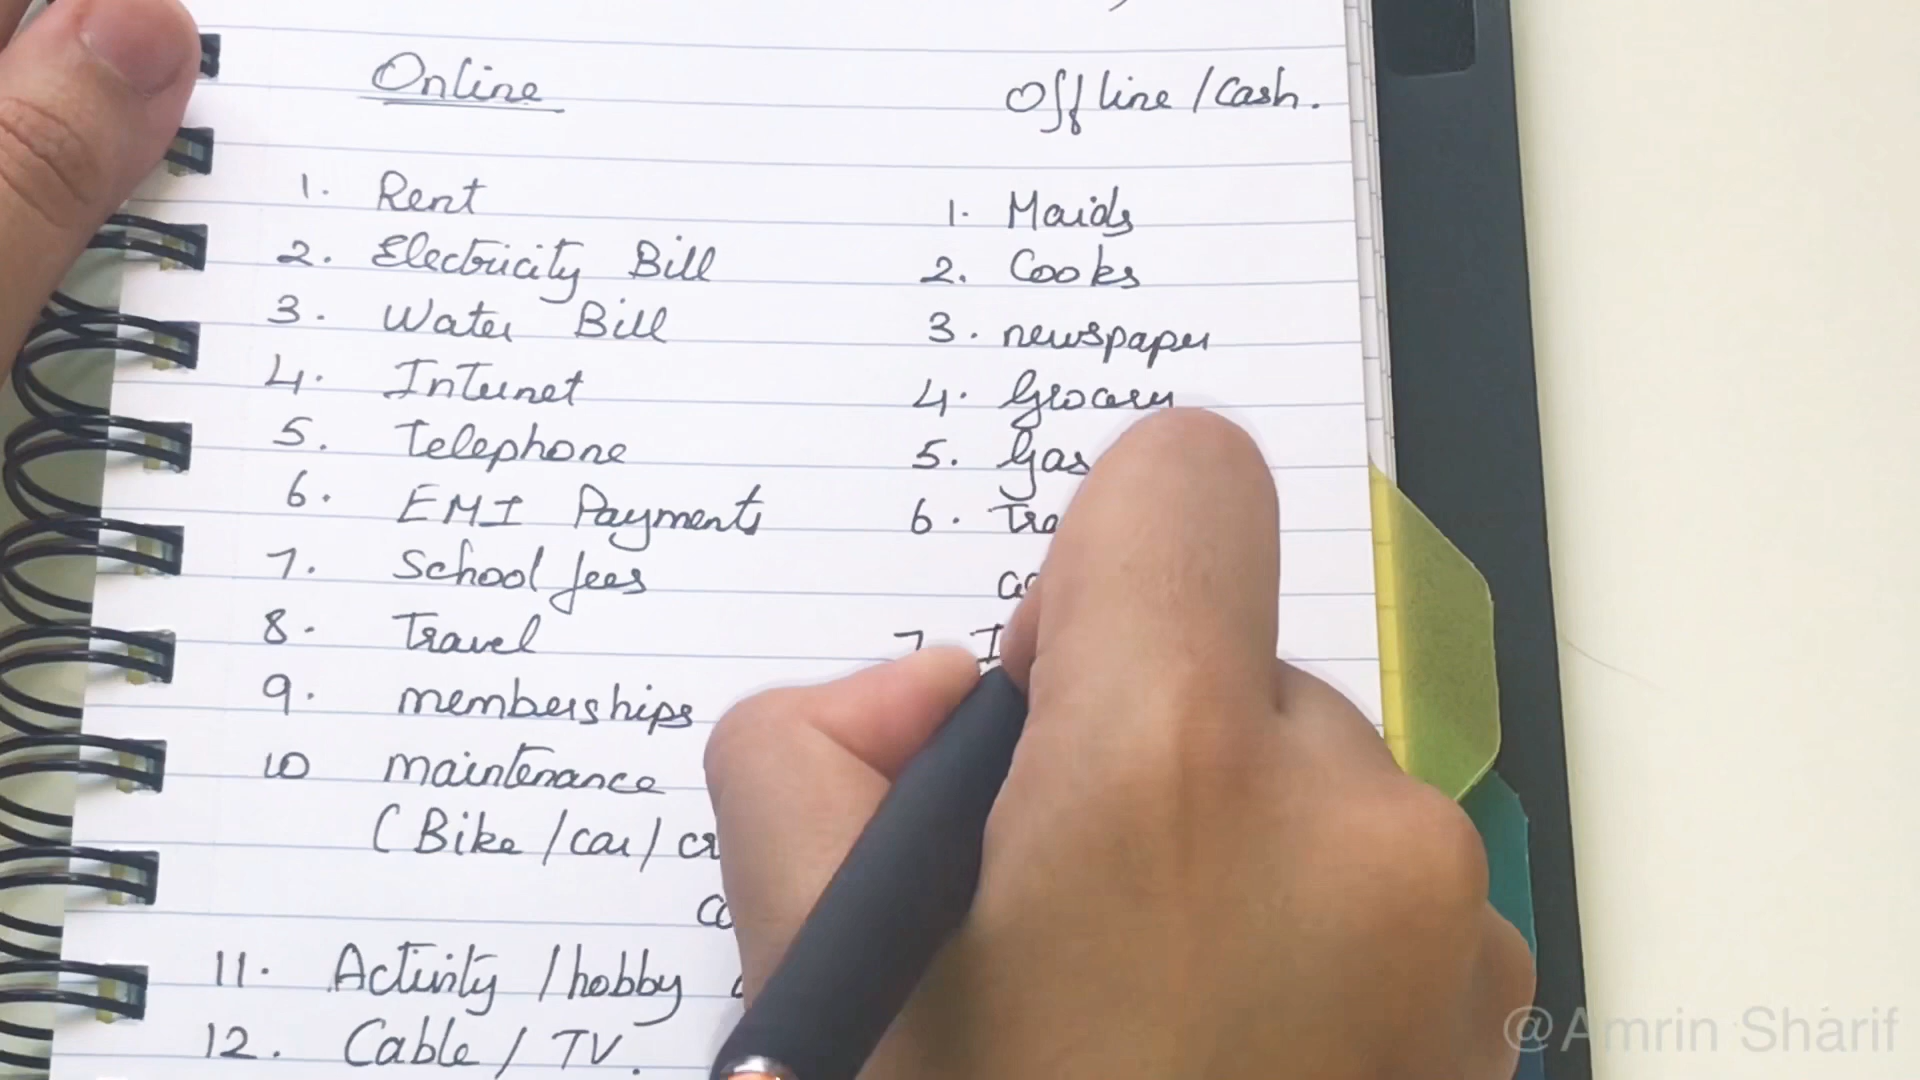 Online
1. Rent
2. Electricity Bill
3. Water Bill
4. Internet
5. Telephone
6. EMI Payments
7. School fees
8. Travel
9. memberships
10 maintenance
(Bike / car /
11. Activity / hobby
12. Cable / TV.
Offline / Cash.
1. Maids
2. Cooks
3. newspaper
4. Grocery
5. Gas
6.
7.
@Amrin Sharif